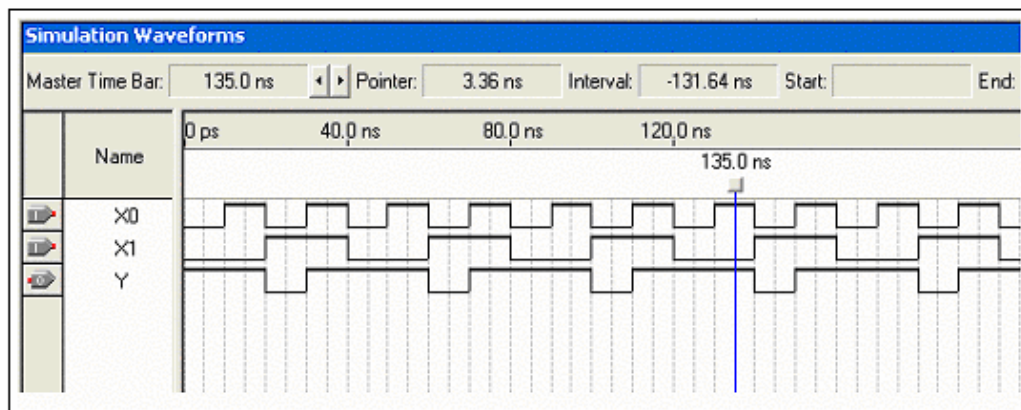 Simulation Waveforms
Master Time Bar: 135.0 ns Pointer: 3.36 ns Interval: -131.64 ns Start: End:
Name
0 ps 40.0 ns 80.0 ns 120.0 ns
135.0 ns
X0
X1
Y